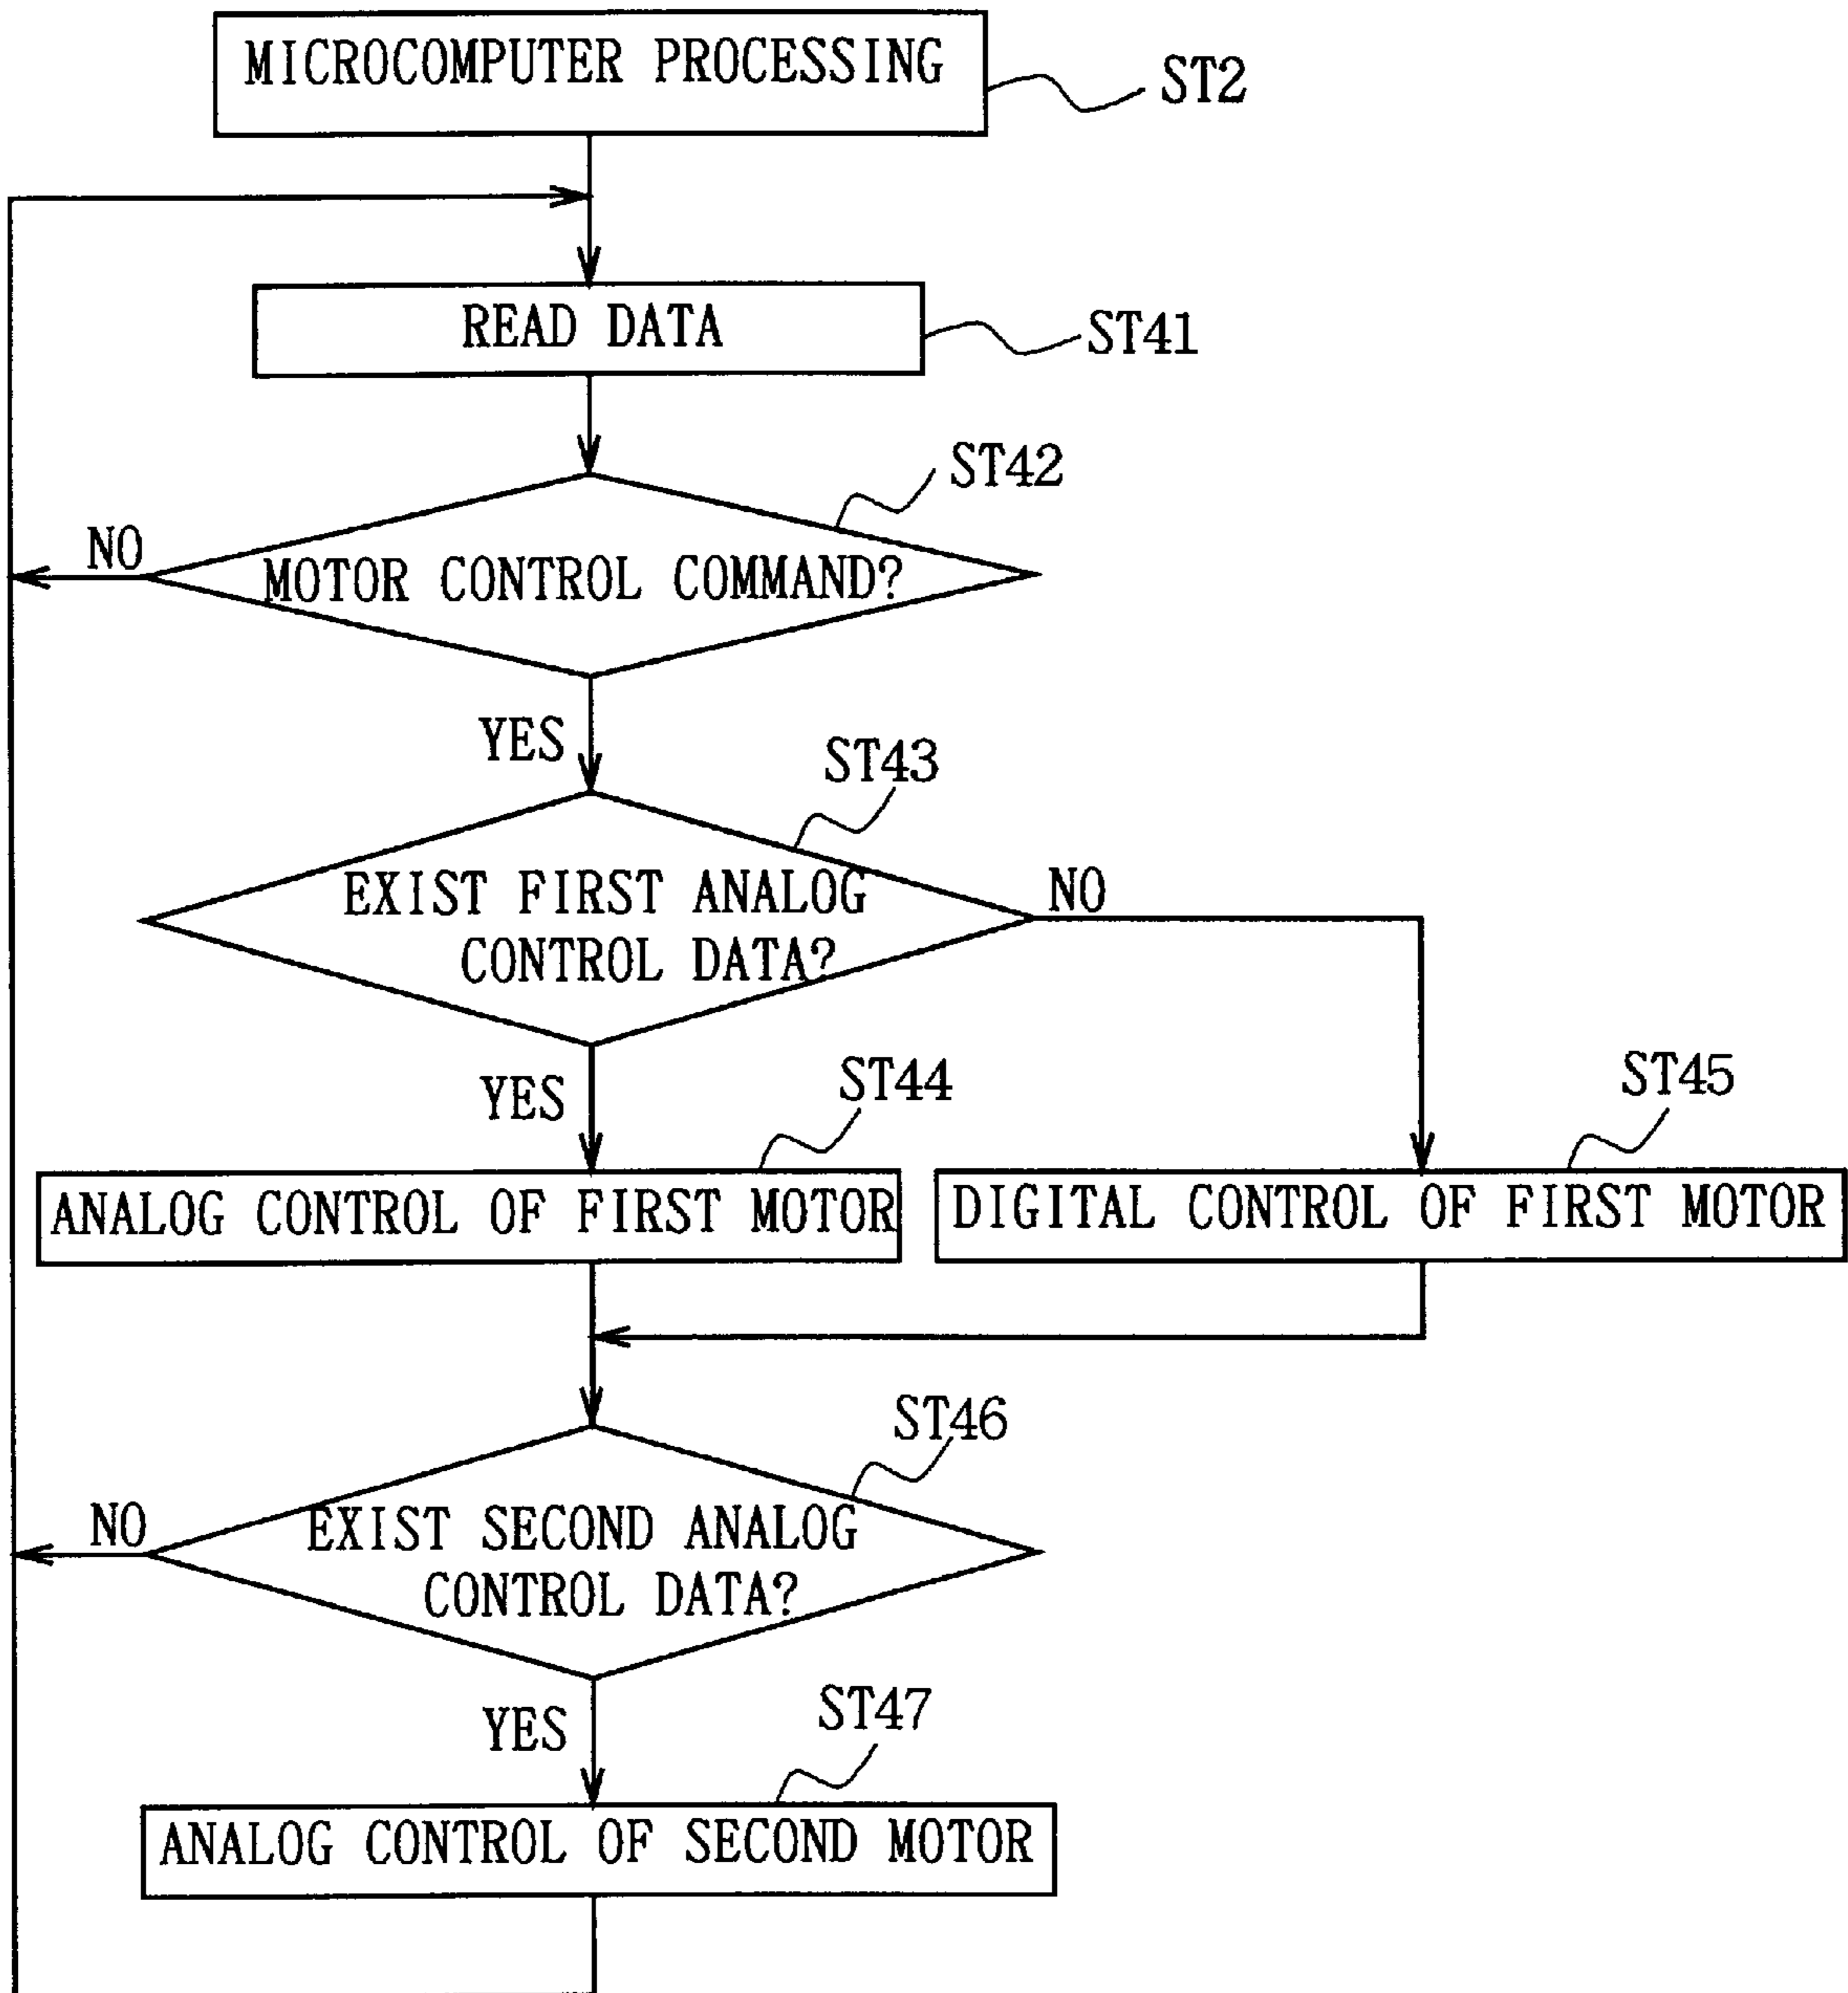 MICROCOMPUTER PROCESSING
ST2
READ DATA
ST41
ST42
NO
MOTOR CONTROL COMMAND?
YES
ST43
EXIST FIRST ANALOG
CONTROL DATA?
NO
YES
ST44
ST45
ANALOG CONTROL OF FIRST MOTOR
DIGITAL CONTROL OF FIRST MOTOR
ST46
NO
EXIST SECOND ANALOG
CONTROL DATA?
YES
ST47
ANALOG CONTROL OF SECOND MOTOR